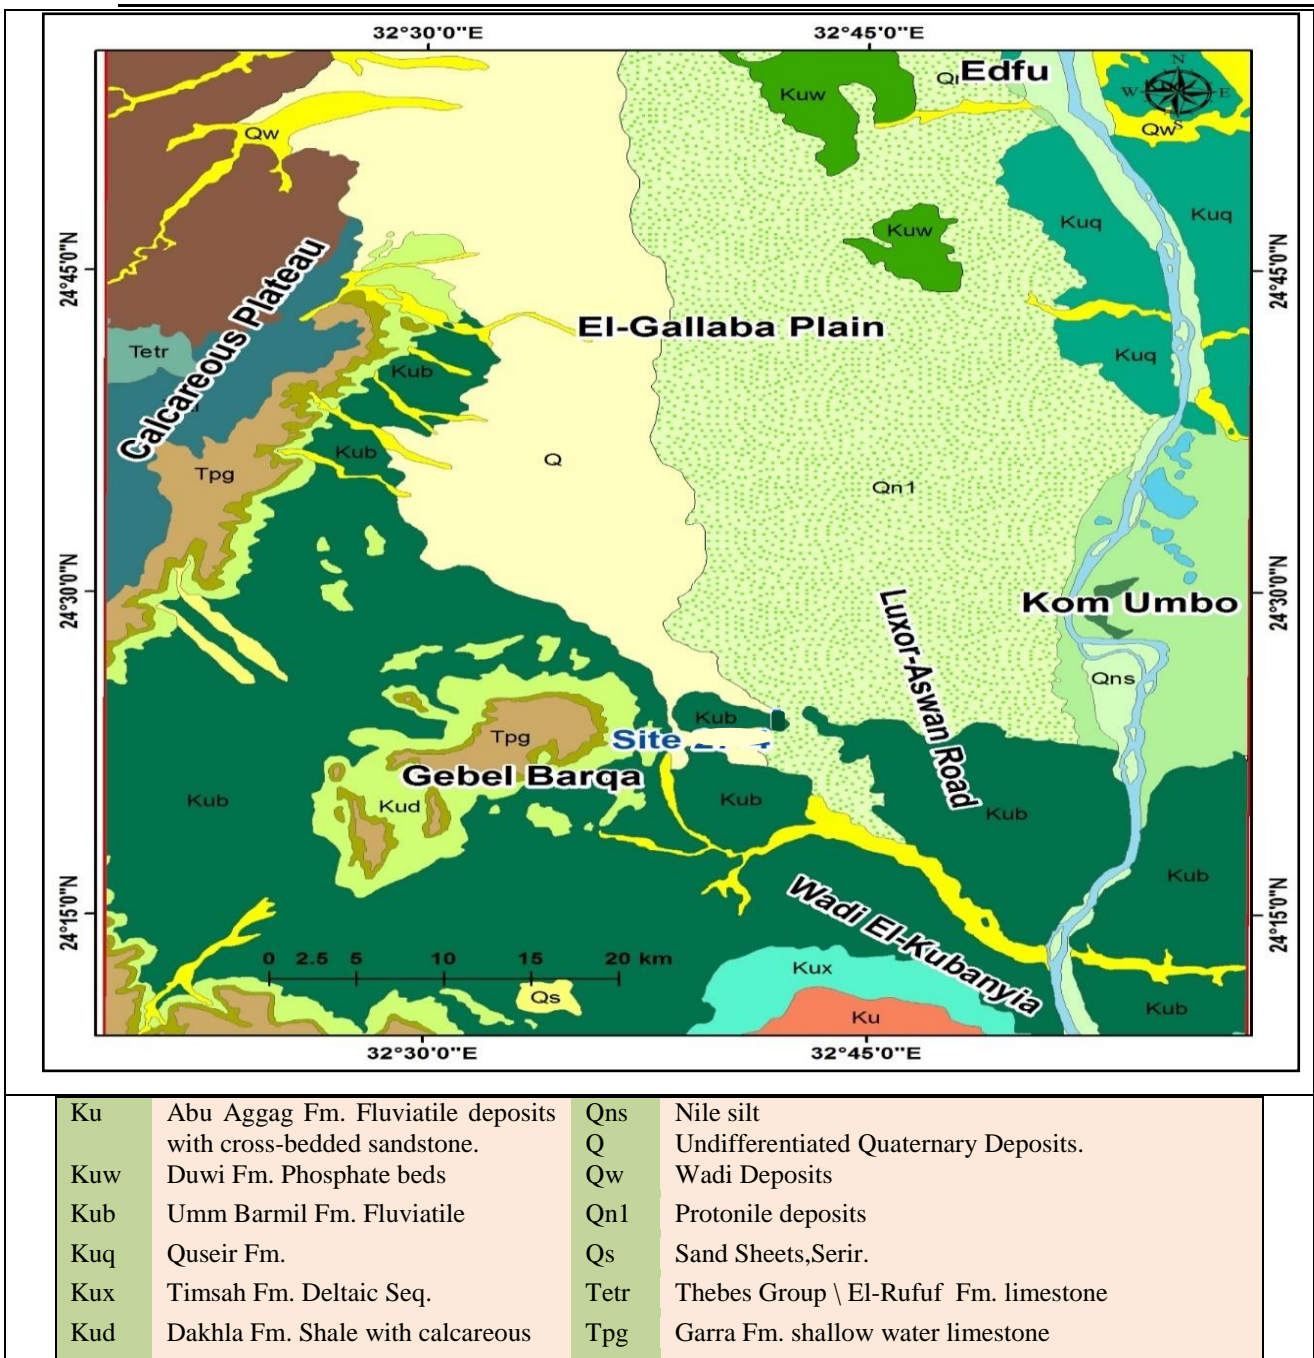 32°30'0"E 32°45'0"E
Edfu
N
W E
S
Kuw
Qw
Qw
Kuq
Kuq
Kuw
24°45'0"N
24°45'0"N
Calcareous Plateau
El-Gallaba Plain
Tetr
Kuq
Kub
Kub
Q
Tpg
Qn1
24°30'0"N
24°30'0"N
Kom Umbo
Luxor-Aswan Road
Qns
Kub
Tpg
Site
Gebel Barqa
Kub
Kud
Kub
Kub
Kub
24°15'0"N
24°15'0"N
Wadi El-Kubanyia
0 2.5 5 10 15 20 km
Kux
Qs
Ku
Kub
32°30'0"E 32°45'0"E
Ku Abu Aggag Fm. Fluviatile deposits
with cross-bedded sandstone.
Kuw Duwi Fm. Phosphate beds
Kub Umm Barmil Fm. Fluviatile
Kuq Quseir Fm.
Kux Timsah Fm. Deltaic Seq.
Kud Dakhla Fm. Shale with calcareous
Qns Nile silt
Q Undifferentiated Quaternary Deposits.
Qw Wadi Deposits
Qn1 Protonile deposits
Qs Sand Sheets,Serir.
Tetr Thebes Group \ El-Rufuf Fm. limestone
Tpg Garra Fm. shallow water limestone